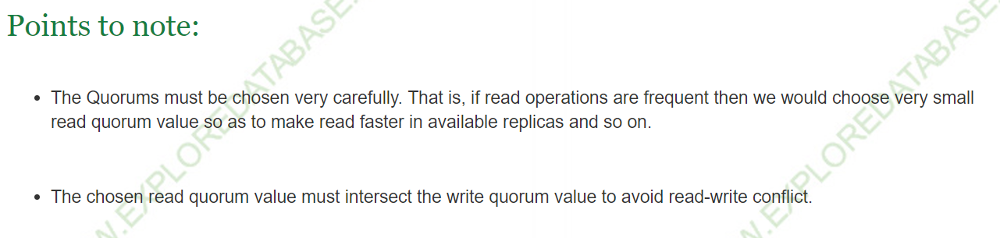 Points to note:
• The Quorums must be chosen very carefully. That is, if read operations are frequent then we would choose very small
read quorum value so as to make read faster in available replicas and so on.
• The chosen read quorum value must intersect the write quorum value to avoid read-write conflict.
W.EXPLOREDATABASE.
W.EXPLOREDATABASE.